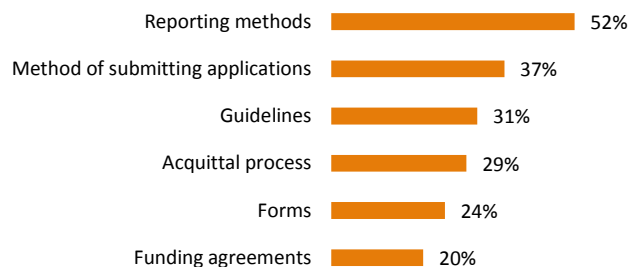 Reporting methods 52%
Method of submitting applications 37%
Guidelines 31%
Acquittal process 29%
Forms 24%
Funding agreements 20%